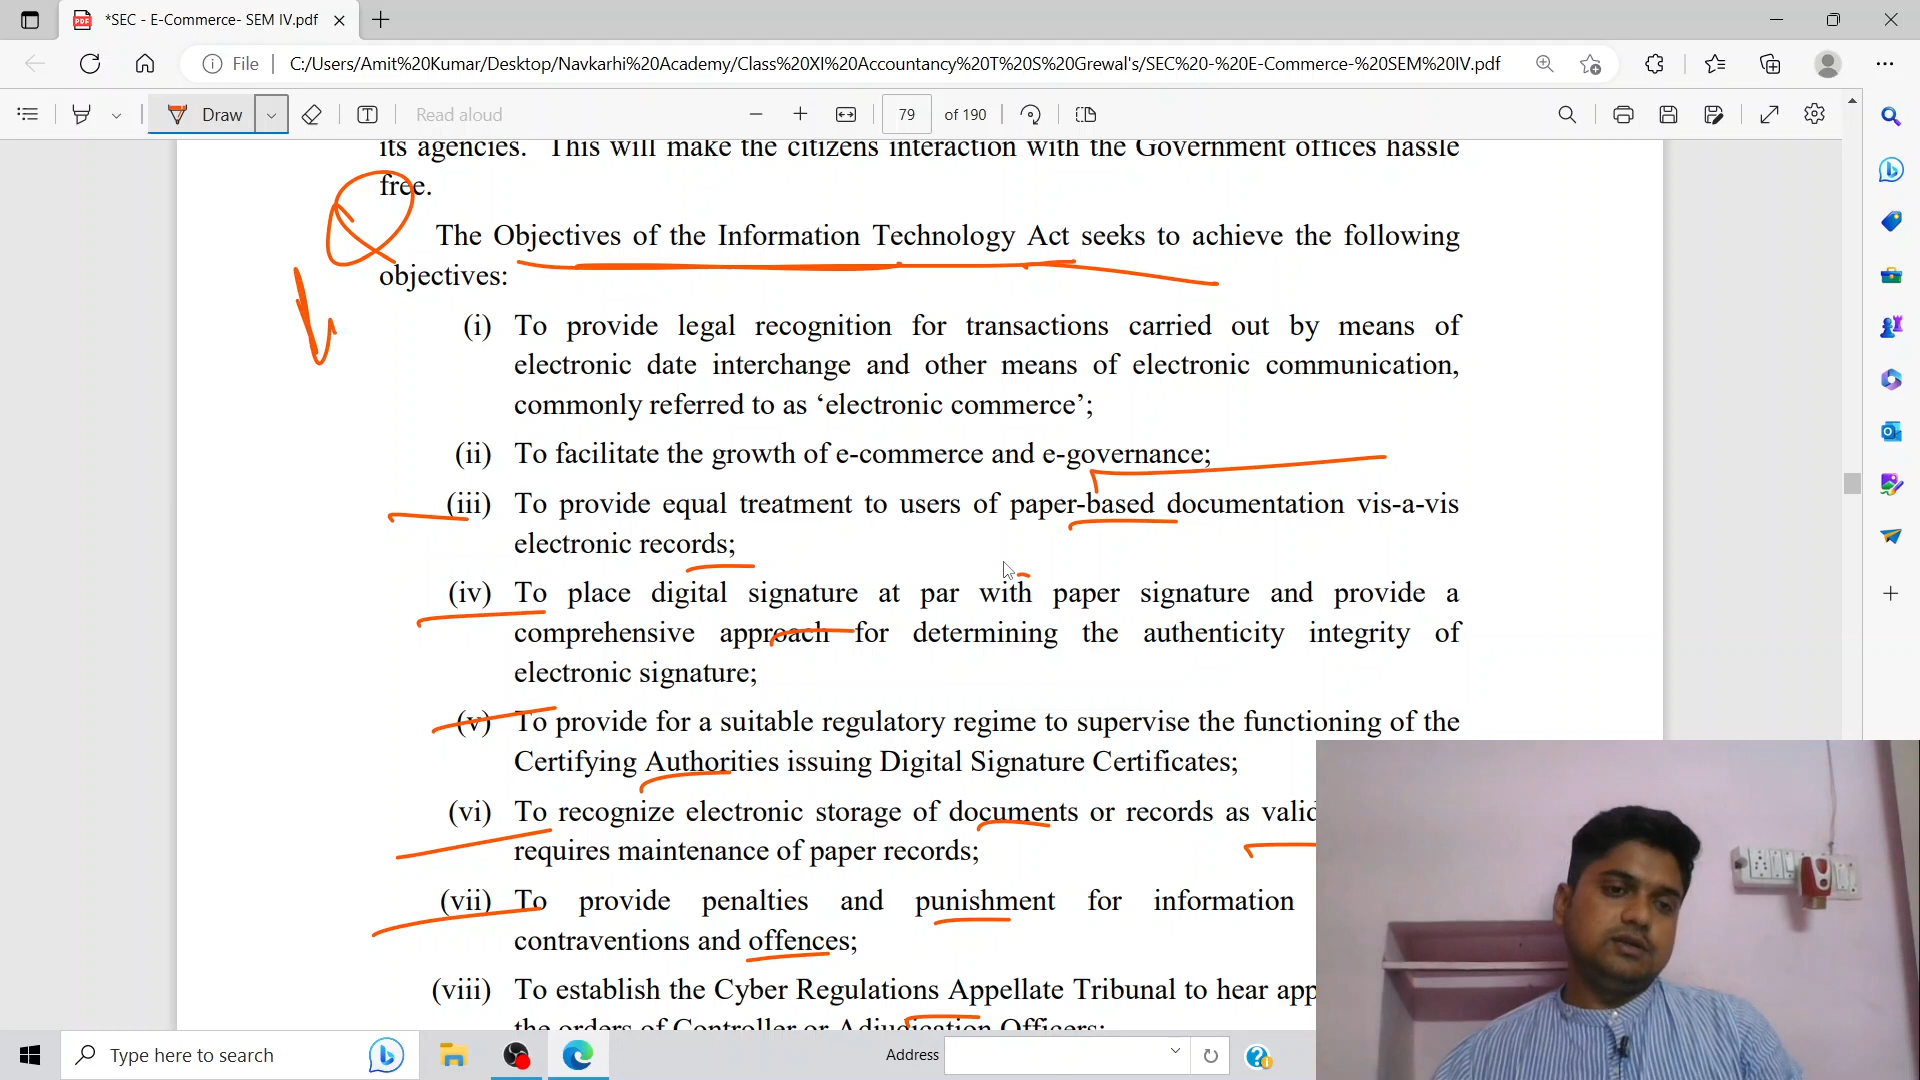 *SEC - E-Commerce- SEM IV.pdf
File
C:/Users/Amit%20Kumar/Desktop/Navkarhi%20Academy/Class%20XI%20Accountancy%20T%20S%20Grewal's/SEC%20-%20E-Commerce-%20SEM%20IV.pdf
Draw
Read aloud
79 of 190
its agencies. This will make the citizens interaction with the Government offices hassle
free.
The Objectives of the Information Technology Act seeks to achieve the following
objectives:
(i) To provide legal recognition for transactions carried out by means of
electronic date interchange and other means of electronic communication,
commonly referred to as ‘electronic commerce’;
(ii) To facilitate the growth of e-commerce and e-governance;
(iii) To provide equal treatment to users of paper-based documentation vis-a-vis
electronic records;
(iv) To place digital signature at par with paper signature and provide a
comprehensive approach for determining the authenticity integrity of
electronic signature;
(v) To provide for a suitable regulatory regime to supervise the functioning of the
Certifying Authorities issuing Digital Signature Certificates;
(vi) To recognize electronic storage of documents or records as valid
requires maintenance of paper records;
(vii) To provide penalties and punishment for information
contraventions and offences;
(viii) To establish the Cyber Regulations Appellate Tribunal to hear app
the orders of Controller or Adjudication Officers;
Type here to search
Address